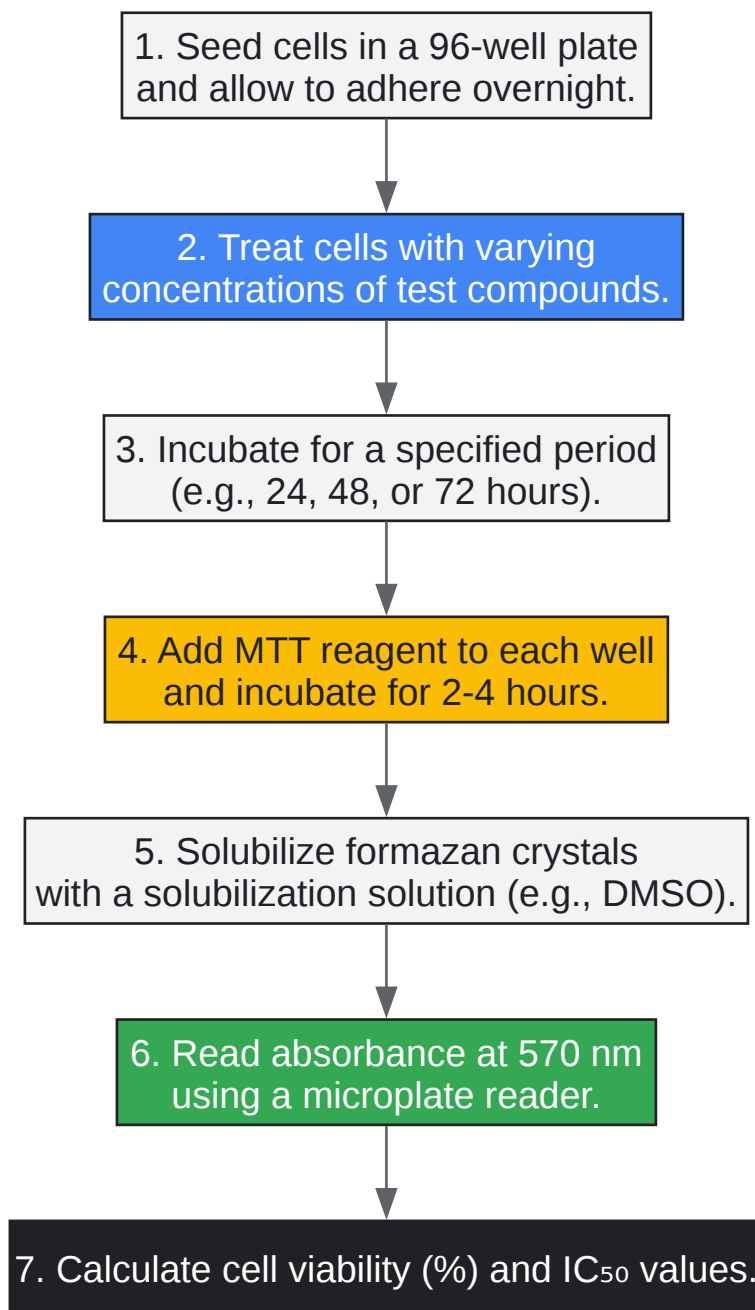 1. Seed cells in a 96-well plate
and allow to adhere overnight.
2. Treat cells with varying
concentrations of test compounds.
3. Incubate for a specified period
(e.g., 24, 48, or 72 hours).
4. Add MTT reagent to each well
and incubate for 2-4 hours.
5. Solubilize formazan crystals
with a solubilization solution (e.g., DMSO).
6. Read absorbance at 570 nm
using a microplate reader.
7. Calculate cell viability (%) and IC₅₀ values.